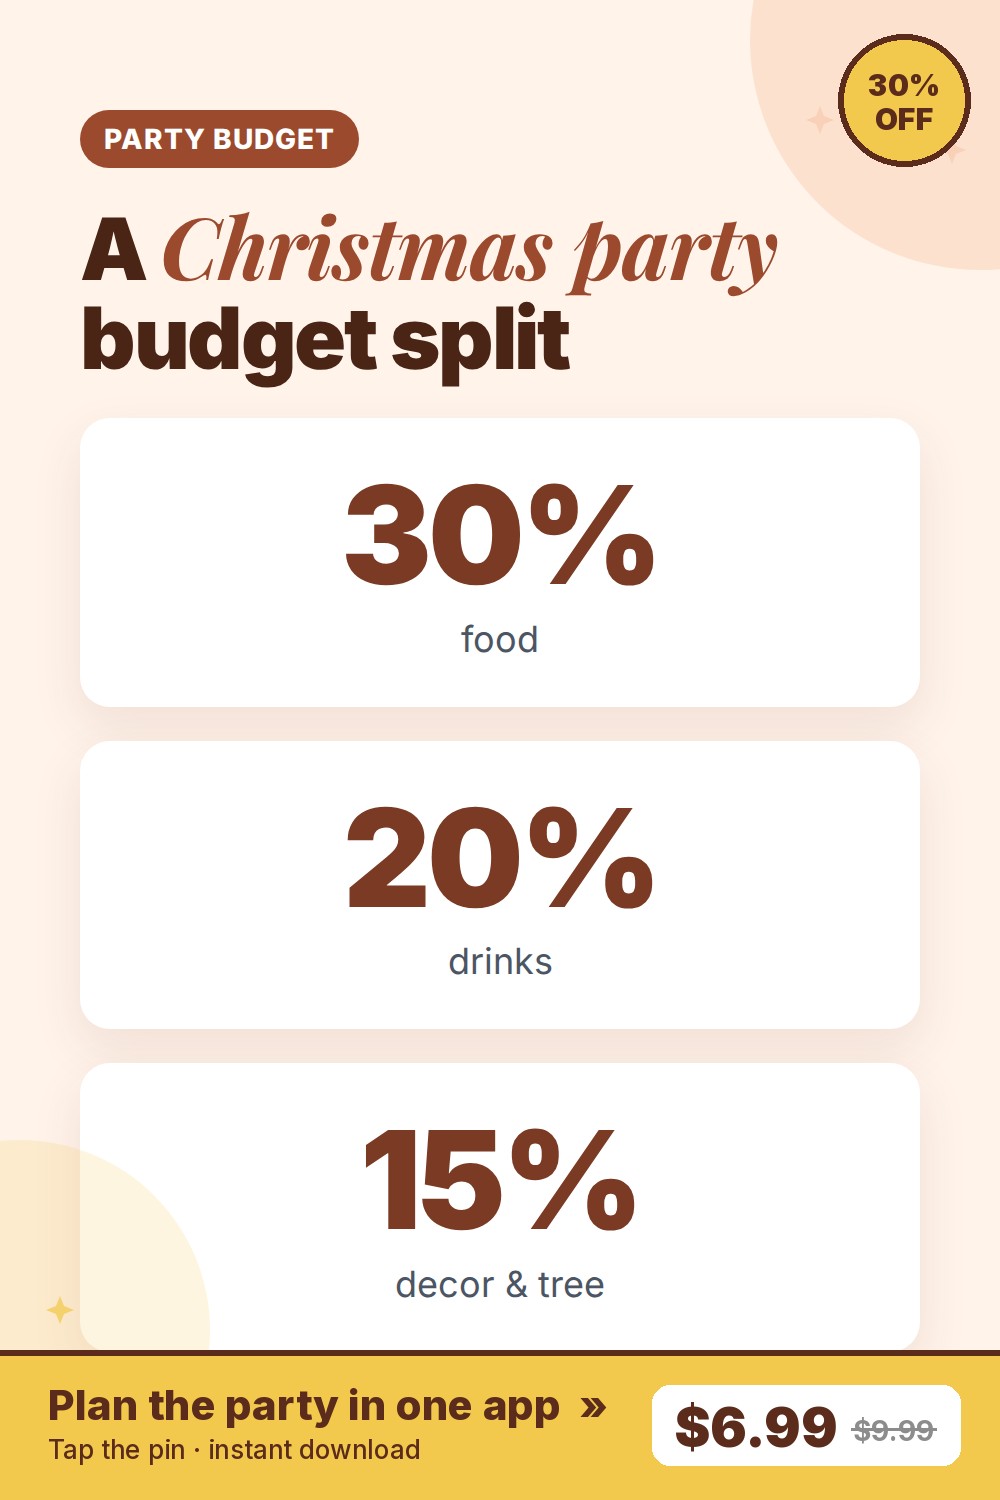 30%
OFF
PARTY BUDGET
A Christmas party
budget split
30%
food
20%
drinks
15%
decor & tree
Plan the party in one app »
Tap the pin · instant download
$6.99 $9.99